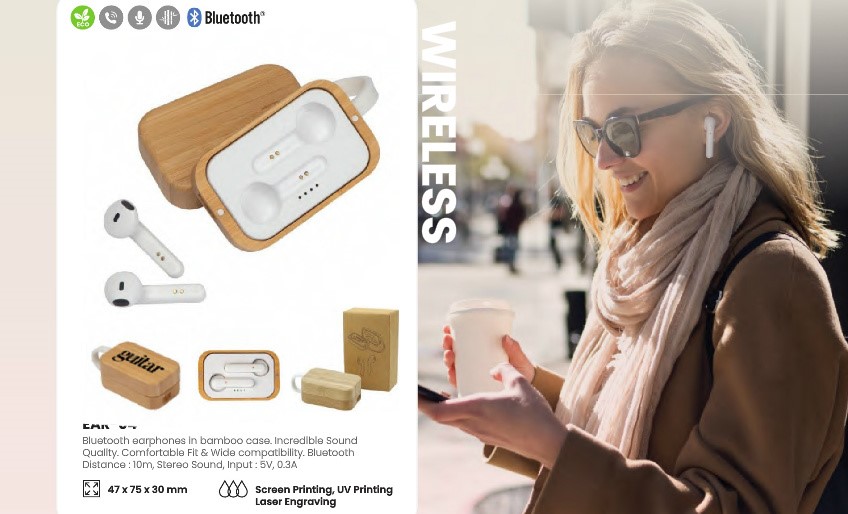 ECO
Bluetooth®
WIRELESS
guitar
Bluetooth earphones in bamboo case. Incredible Sound
Quality. Comfortable Fit & Wide compatibility. Bluetooth
Distance : 10m, Stereo Sound, Input : 5V, 0.3A
47 x 75 x 30 mm
Screen Printing, UV Printing
Laser Engraving